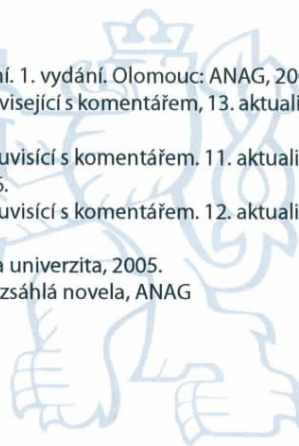 ní. 1. vydání. Olomouc: ANAG, 20
visející s komentářem, 13. aktuali
uvisící s komentářem. 11. aktuali
5.
uvisící s komentářem. 12. aktuali
a univerzita, 2005.
zsáhlá novela, ANAG